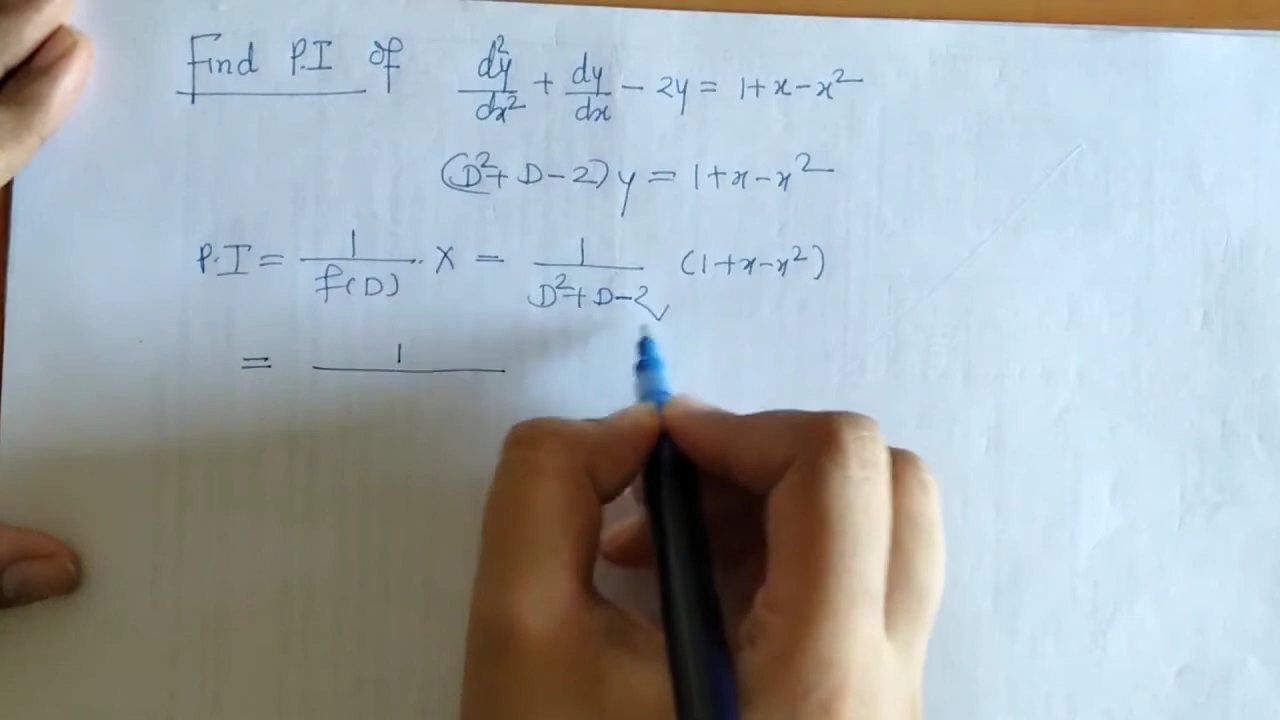 Find P.I of d²y/dx² + dy/dx - 2y = 1+x-x²
(D²+D-2)y = 1+x-x²
P.I = 1/f(D) . X = 1/D²+D-2 (1+x-x²)
= 1/